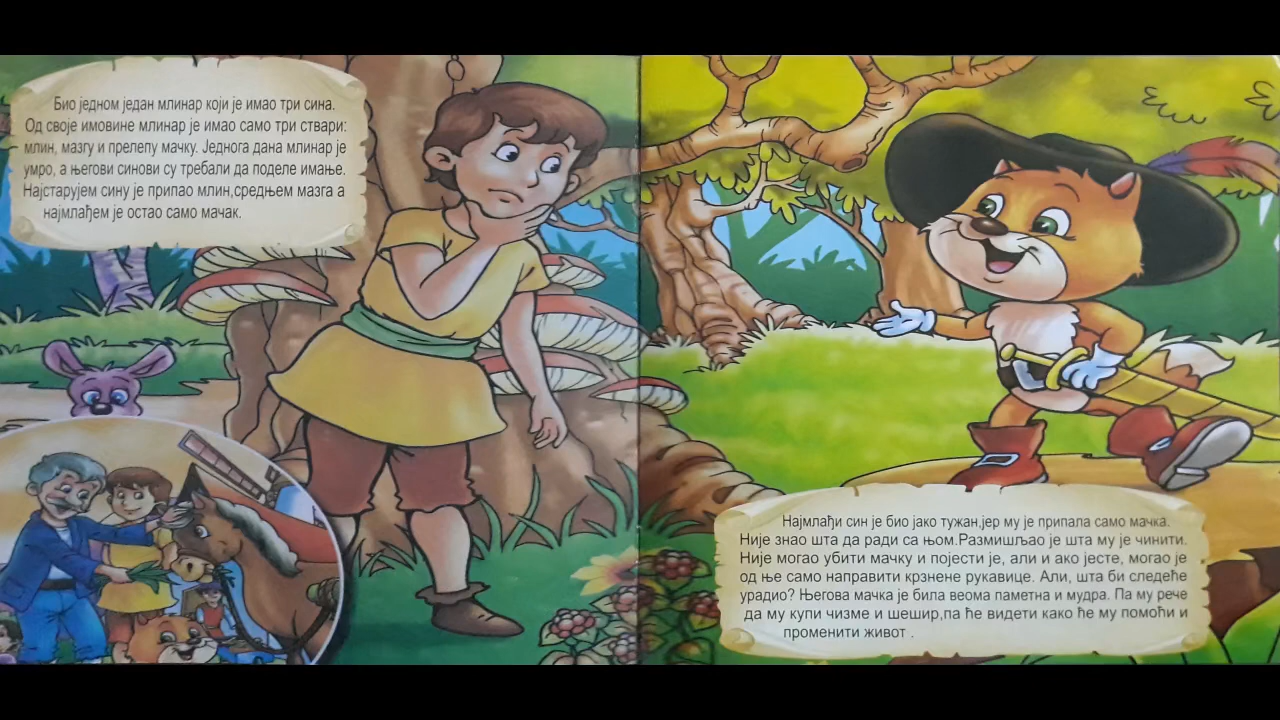 Био једном један млинар који је имао три сина.
Од своје имовине млинар је имао само три ствари:
млин, мазгу и прелепу мачку. Једнога дана млинар је
умро, а његови синови су требали да поделе имање.
Најстарујем сину је припао млин,средњем мазга а
најмлађем је остао само мачак.
Најмлађи син је био јако тужан,јер му је припала само мачка.
Није знао шта да ради са њом.Размишљао је шта му је чинити.
Није могао убити мачку и појести је, али и ако јесте, могао је
од ње само направити крзнене рукавице. Али, шта би следеће
урадио? Његова мачка је била веома паметна и мудра. Па му рече
да му купи чизме и шешир,па ће видети како ће му помоћи и
променити живот .